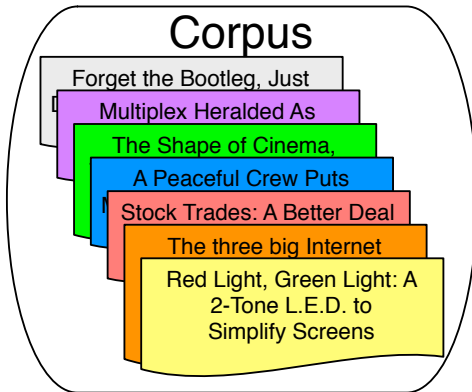 Corpus
Forget the Bootleg, Just
Multiplex Heralded As
The Shape of Cinema,
A Peaceful Crew Puts
Stock Trades: A Better Deal
The three big Internet
Red Light, Green Light: A
2-Tone L.E.D. to
Simplify Screens